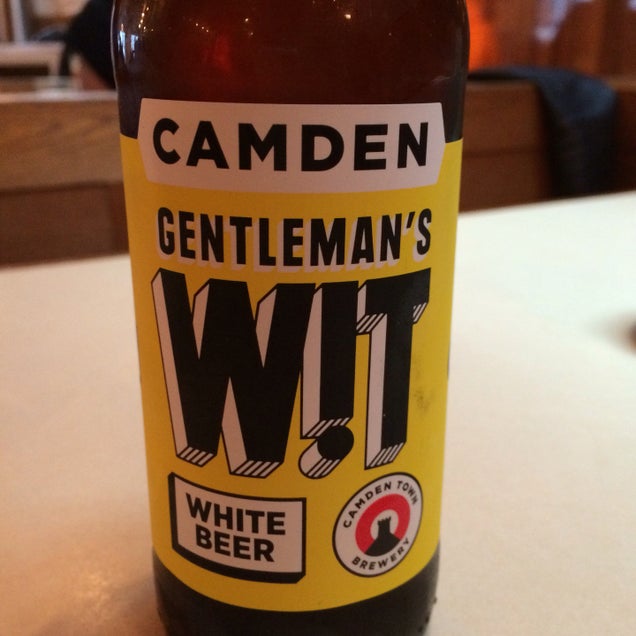 CAMDEN
GENTLEMAN'S
W!T
WHITE
BEER
CAMDEN TOWN
BREWERY